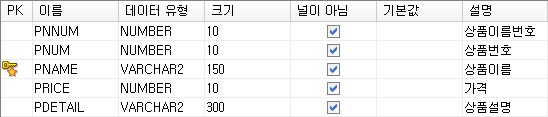 PK 이름 데이터 유형 크기 널이 아님 기본값 설명
PNNUM NUMBER 10 상품이름번호
PNUM NUMBER 10 상품번호
PNAME VARCHAR2 150 상품이름
PRICE NUMBER 10 가격
PDETAIL VARCHAR2 300 상품설명